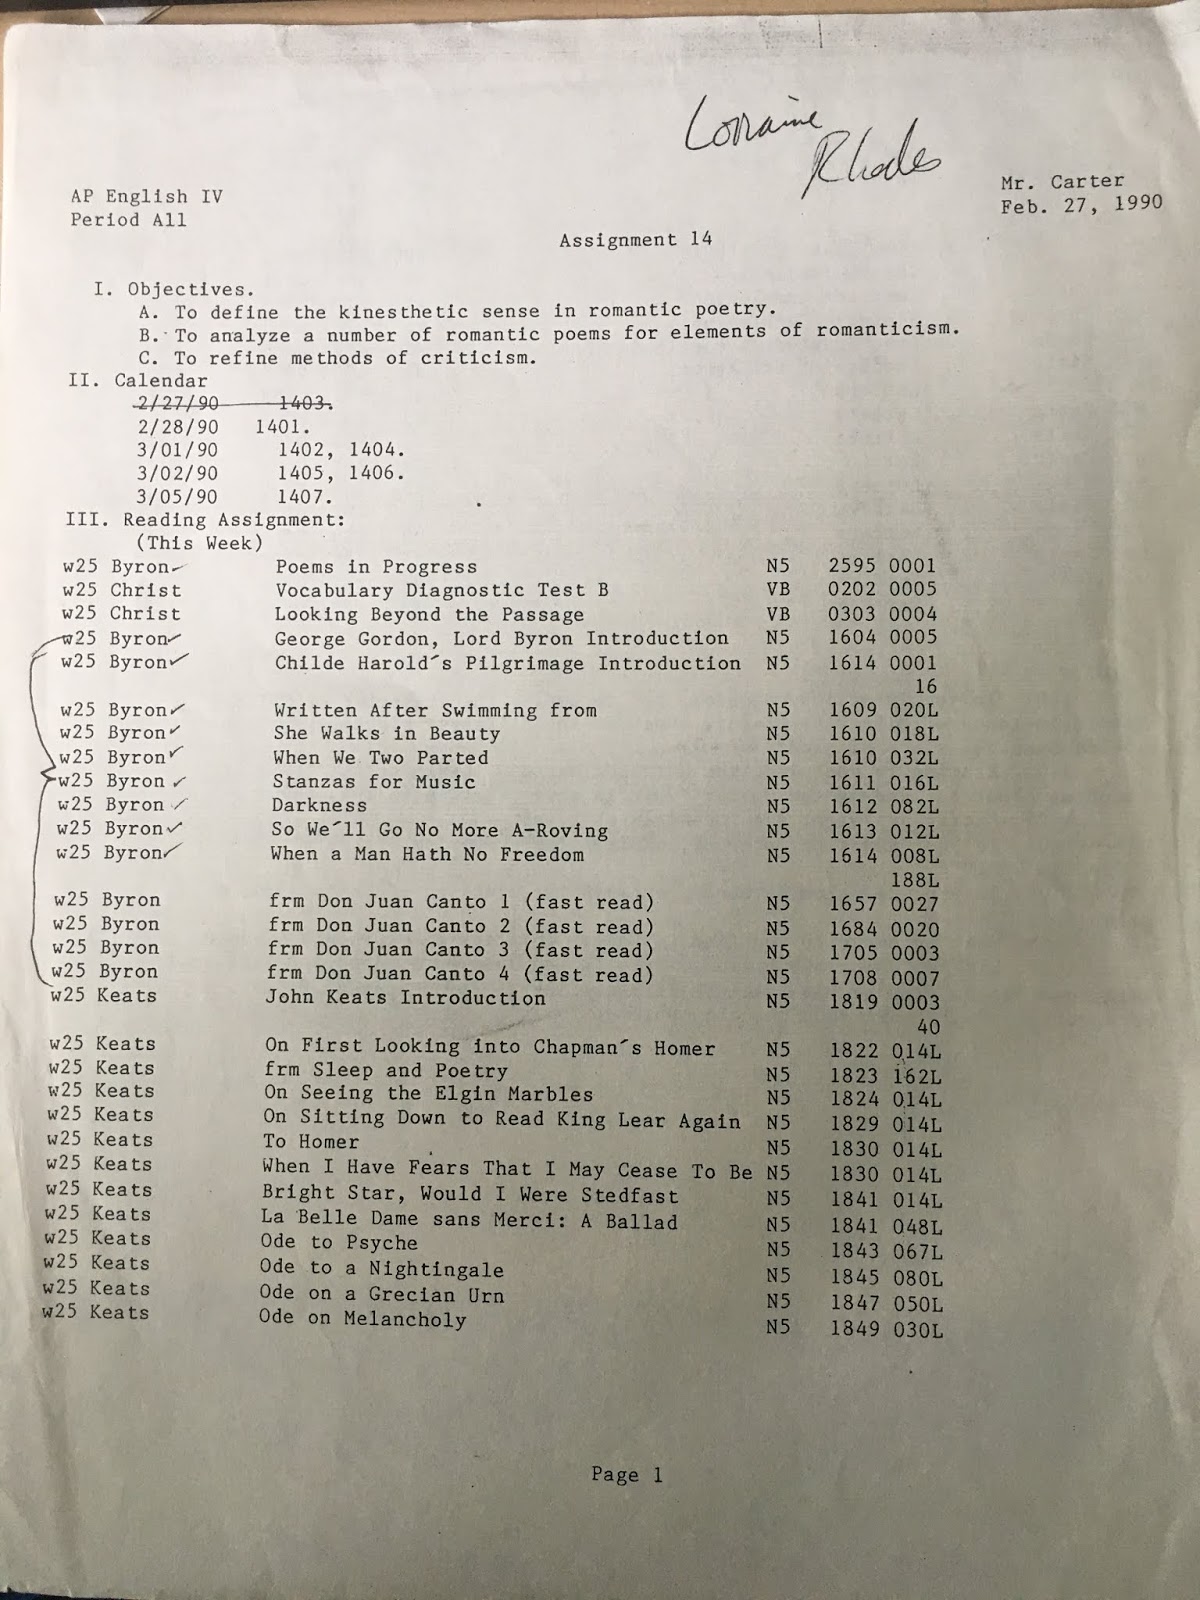 Lorraine
Rhodes
AP English IV
Period All
Mr. Carter
Feb. 27, 1990
Assignment 14
I. Objectives.
A. To define the kinesthetic sense in romantic poetry.
B. To analyze a number of romantic poems for elements of romanticism.
C. To refine methods of criticism.
II. Calendar
2/27/90 1403.
2/28/90 1401.
3/01/90 1402, 1404.
3/02/90 1405, 1406.
3/05/90 1407.
III. Reading Assignment:
(This Week)
w25 Byron✓ Poems in Progress N5 2595 0001
w25 Christ Vocabulary Diagnostic Test B VB 0202 0005
w25 Christ Looking Beyond the Passage VB 0303 0004
w25 Byron✓ George Gordon, Lord Byron Introduction N5 1604 0005
w25 Byron✓ Childe Harold´s Pilgrimage Introduction N5 1614 0001
16
w25 Byron✓ Written After Swimming from N5 1609 020L
w25 Byron✓ She Walks in Beauty N5 1610 018L
w25 Byron✓ When We Two Parted N5 1610 032L
w25 Byron ✓ Stanzas for Music N5 1611 016L
w25 Byron ✓ Darkness N5 1612 082L
w25 Byron✓ So We´ll Go No More A-Roving N5 1613 012L
w25 Byron✓ When a Man Hath No Freedom N5 1614 008L
188L
w25 Byron frm Don Juan Canto 1 (fast read) N5 1657 0027
w25 Byron frm Don Juan Canto 2 (fast read) N5 1684 0020
w25 Byron frm Don Juan Canto 3 (fast read) N5 1705 0003
w25 Byron frm Don Juan Canto 4 (fast read) N5 1708 0007
w25 Keats John Keats Introduction N5 1819 0003
40
w25 Keats On First Looking into Chapman´s Homer N5 1822 014L
w25 Keats frm Sleep and Poetry N5 1823 162L
w25 Keats On Seeing the Elgin Marbles N5 1824 014L
w25 Keats On Sitting Down to Read King Lear Again N5 1829 014L
w25 Keats To Homer N5 1830 014L
w25 Keats When I Have Fears That I May Cease To Be N5 1830 014L
w25 Keats Bright Star, Would I Were Stedfast N5 1841 014L
w25 Keats La Belle Dame sans Merci: A Ballad N5 1841 048L
w25 Keats Ode to Psyche N5 1843 067L
w25 Keats Ode to a Nightingale N5 1845 080L
w25 Keats Ode on a Grecian Urn N5 1847 050L
w25 Keats Ode on Melancholy N5 1849 030L
Page 1